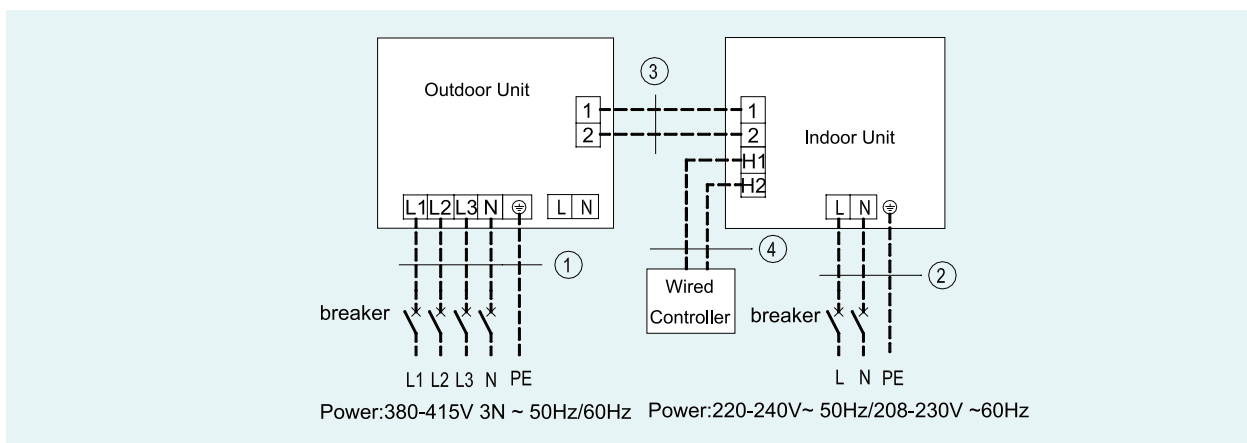 3
Outdoor Unit
1 1
2 2
Indoor Unit
H1
H2
L1 L2 L3 N L N
L N
4
1
2
Wired
Controller
breaker
breaker
L1 L2 L3 N PE
L N PE
Power:380-415V 3N ~ 50Hz/60Hz
Power:220-240V~ 50Hz/208-230V ~60Hz